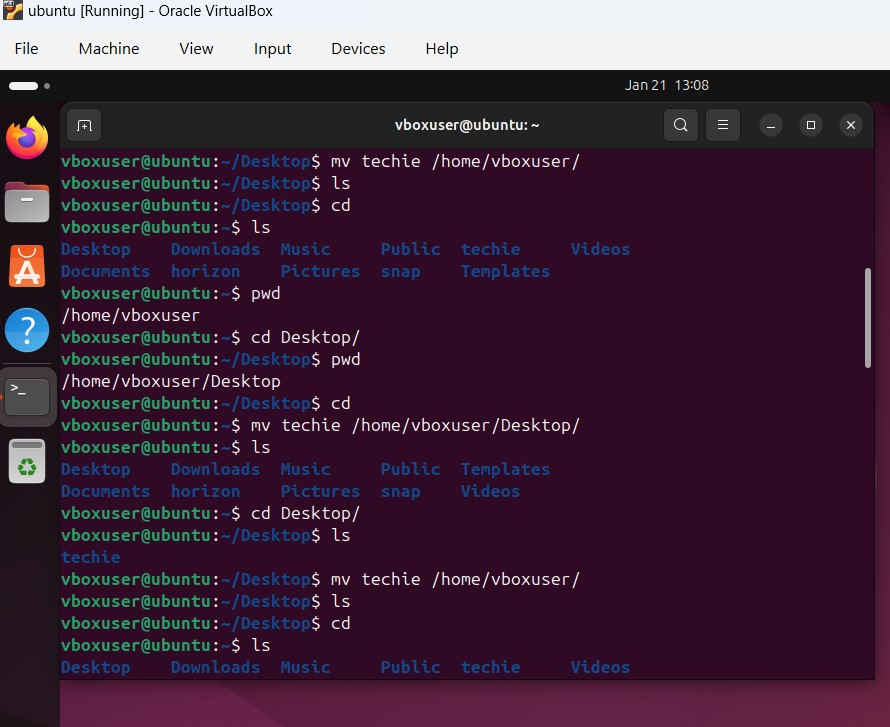 ubuntu [Running] - Oracle VirtualBox
File Machine View Input Devices Help
Jan 21 13:08
vboxuser@ubuntu: ~
vboxuser@ubuntu:~/Desktop$ mv techie /home/vboxuser/
vboxuser@ubuntu:~/Desktop$ ls
vboxuser@ubuntu:~/Desktop$ cd
vboxuser@ubuntu:~$ ls
Desktop Downloads Music Public techie Videos
Documents horizon Pictures snap Templates
vboxuser@ubuntu:~$ pwd
/home/vboxuser
vboxuser@ubuntu:~$ cd Desktop/
vboxuser@ubuntu:~/Desktop$ pwd
/home/vboxuser/Desktop
vboxuser@ubuntu:~/Desktop$ cd
vboxuser@ubuntu:~$ mv techie /home/vboxuser/Desktop/
vboxuser@ubuntu:~$ ls
Desktop Downloads Music Public Templates
Documents horizon Pictures snap Videos
vboxuser@ubuntu:~$ cd Desktop/
vboxuser@ubuntu:~/Desktop$ ls
techie
vboxuser@ubuntu:~/Desktop$ mv techie /home/vboxuser/
vboxuser@ubuntu:~/Desktop$ ls
vboxuser@ubuntu:~/Desktop$ cd
vboxuser@ubuntu:~$ ls
Desktop Downloads Music Public techie Videos